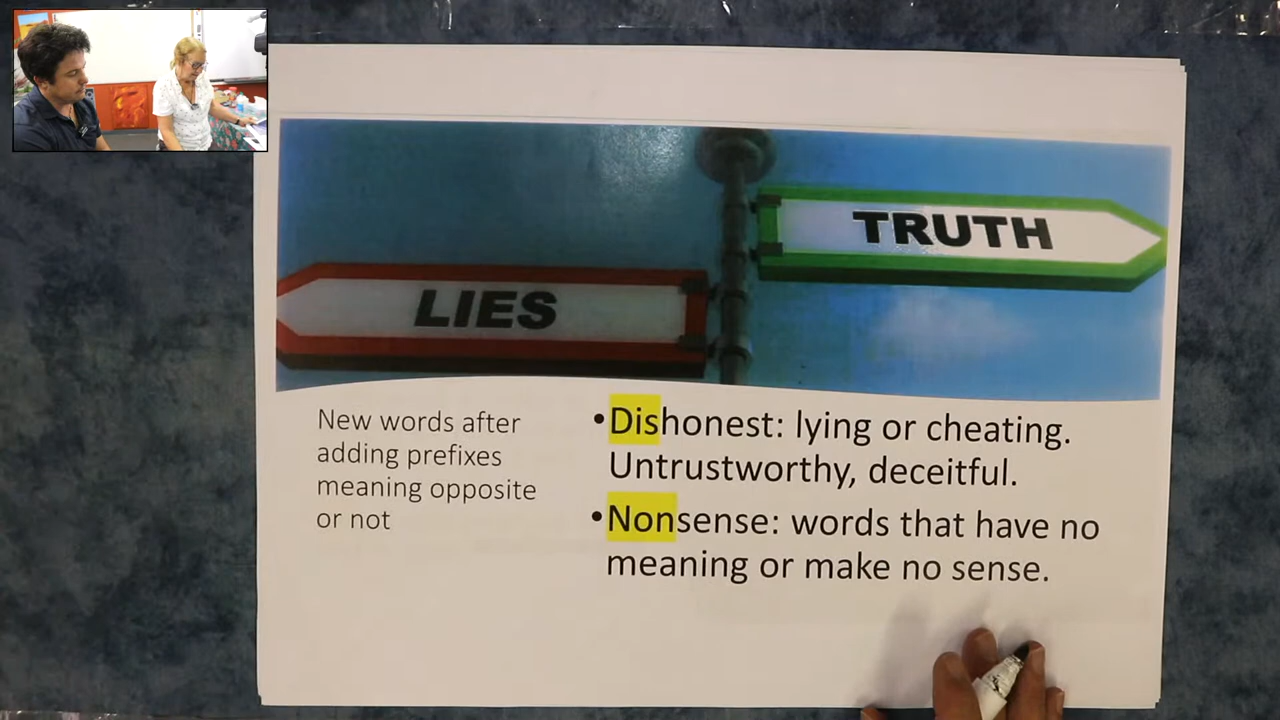 TRUTH
LIES
New words after
adding prefixes
meaning opposite
or not
•Dishonest: lying or cheating.
Untrustworthy, deceitful.
•Nonsense: words that have no
meaning or make no sense.